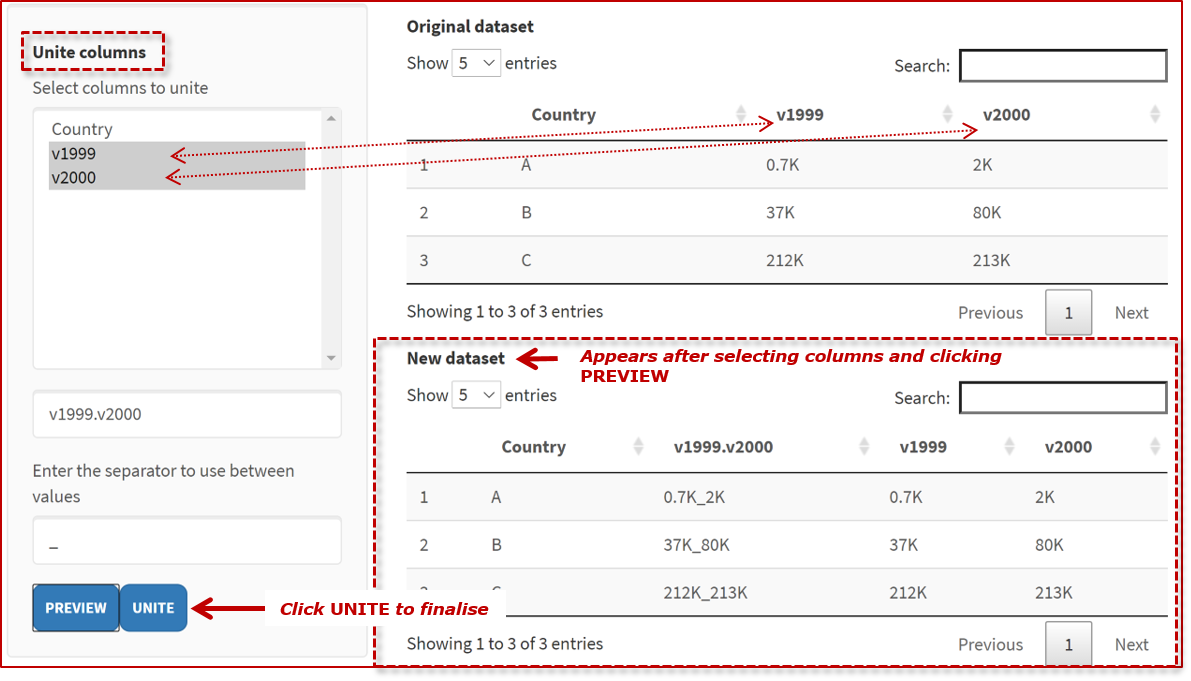 Unite columns
Select columns to unite
Country
v1999
v2000
v1999.v2000
Enter the separator to use between
values
_
PREVIEW UNITE
Click UNITE to finalise
Original dataset
Show 5 entries
Search:
Country v1999 v2000
1 A 0.7K 2K
2 B 37K 80K
3 C 212K 213K
Showing 1 to 3 of 3 entries
Previous 1 Next
New dataset
Appears after selecting columns and clicking
PREVIEW
Show 5 entries
Search:
Country v1999.v2000 v1999 v2000
1 A 0.7K_2K 0.7K 2K
2 B 37K_80K 37K 80K
212K_213K 212K 213K
Showing 1 to 3 of 3 entries
Previous 1 Next